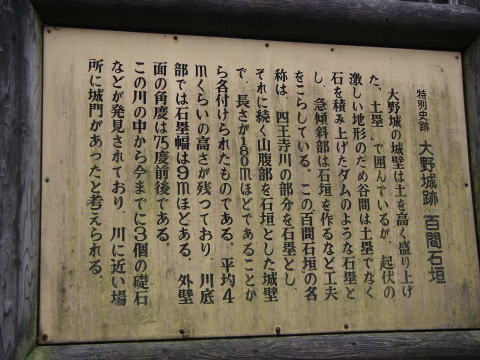 特別史跡 大野城跡 百間石垣
大野城の城壁は土を高く盛り上げ
た「土塁」で囲んでいるが、起伏の
激しい地形のため谷間は土塁でなく
石を積み上げたダムのような石塁と
し、急傾斜部は石垣を作るなど工夫
をこらしている。この「百間石垣」の名
称は、四王寺川の部分を石塁とし、
それに続く山腹部を石垣とした城壁
で、長さが180mほどであることか
ら名付けられたものである。平均4
mくらいの高さが残っており、川底
部では石塁幅は9mほどある。外壁
面の角度は75度前後である。
この川の中から今までに3個の礎石
などが発見されており、川に近い場
所に城門があったと考えられる。